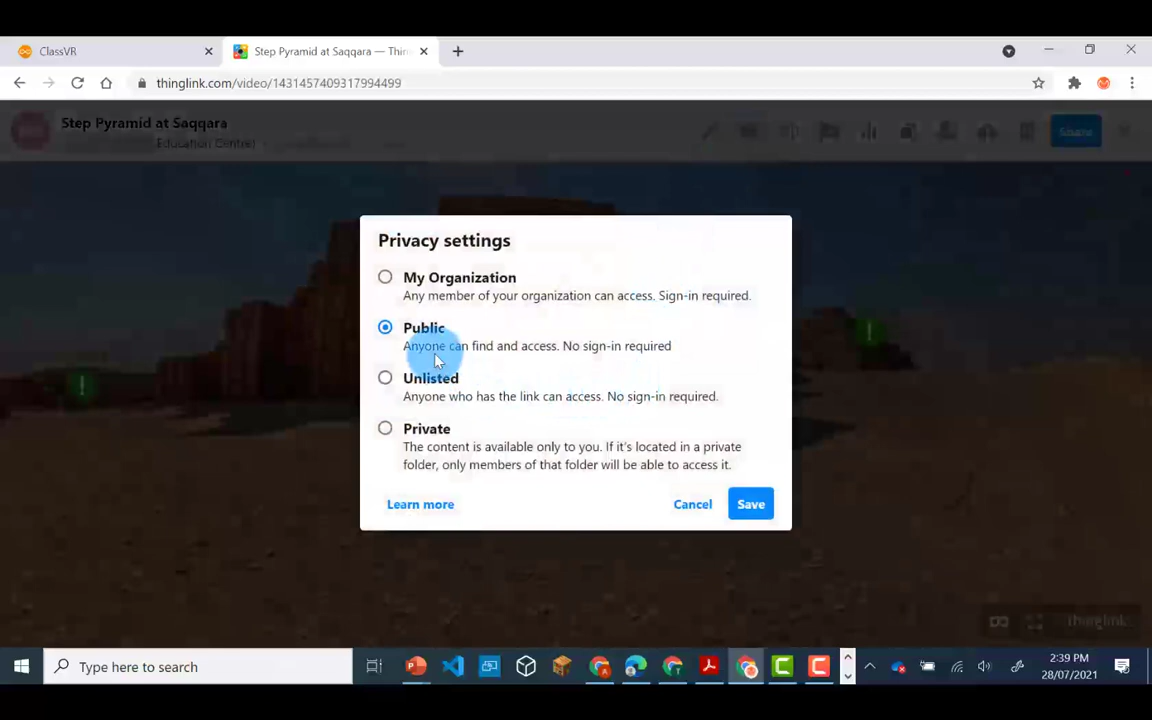 ClassVR
Step Pyramid at Saqqara — Thin
thinglink.com/video/1431457409317994499
Step Pyramid at Saqqara
Education Centre)
Share
Privacy settings
My Organization
Any member of your organization can access. Sign-in required.
Public
Anyone can find and access. No sign-in required
Unlisted
Anyone who has the link can access. No sign-in required.
Private
The content is available only to you. If it's located in a private
folder, only members of that folder will be able to access it.
Learn more
Cancel
Save
thinglink
Type here to search
2:39 PM
28/07/2021